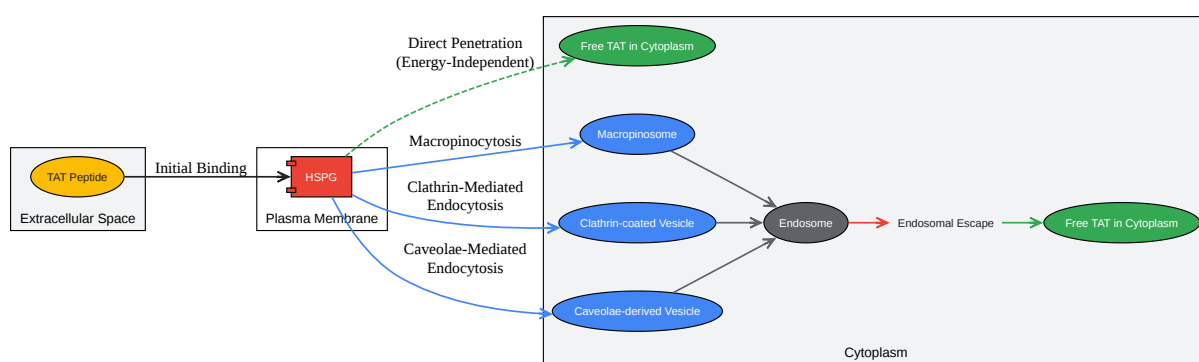 Direct Penetration
(Energy-Independent)
Free TAT in Cytoplasm
Macropinocytosis
Macropinosome
Initial Binding
TAT Peptide
HSPG
Extracellular Space
Plasma Membrane
Clathrin-Mediated
Endocytosis
Clathrin-coated Vesicle
Endosome
Endosomal Escape
Free TAT in Cytoplasm
Caveolae-Mediated
Endocytosis
Caveolae-derived Vesicle
Cytoplasm